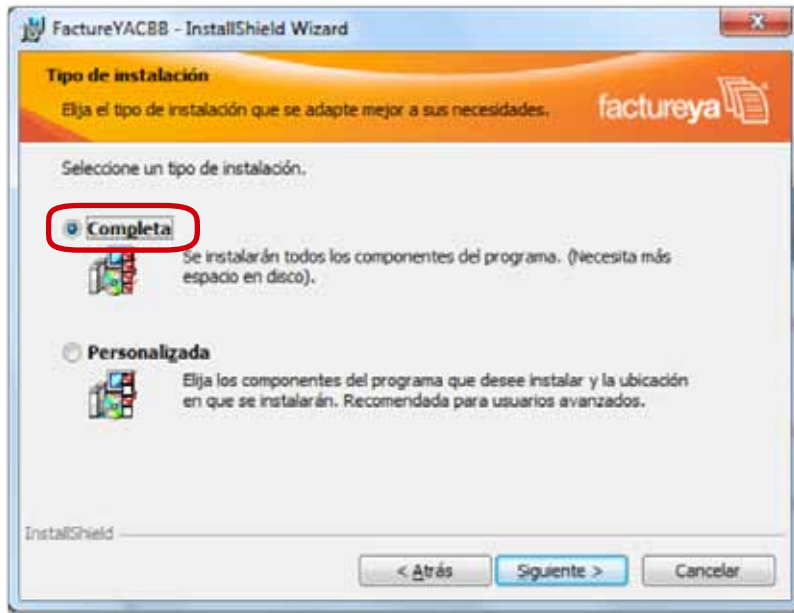 FactureYACBB - InstallShield Wizard
Tipo de instalación
Elija el tipo de instalación que se adapte mejor a sus necesidades.
factureya
Seleccione un tipo de instalación.
Completa
Se instalarán todos los componentes del programa. (Necesita más
espacio en disco).
Personalizada
Elija los componentes del programa que desee instalar y la ubicación
en que se instalarán. Recomendada para usuarios avanzados.
InstallShield
< Atrás
Siguiente >
Cancelar